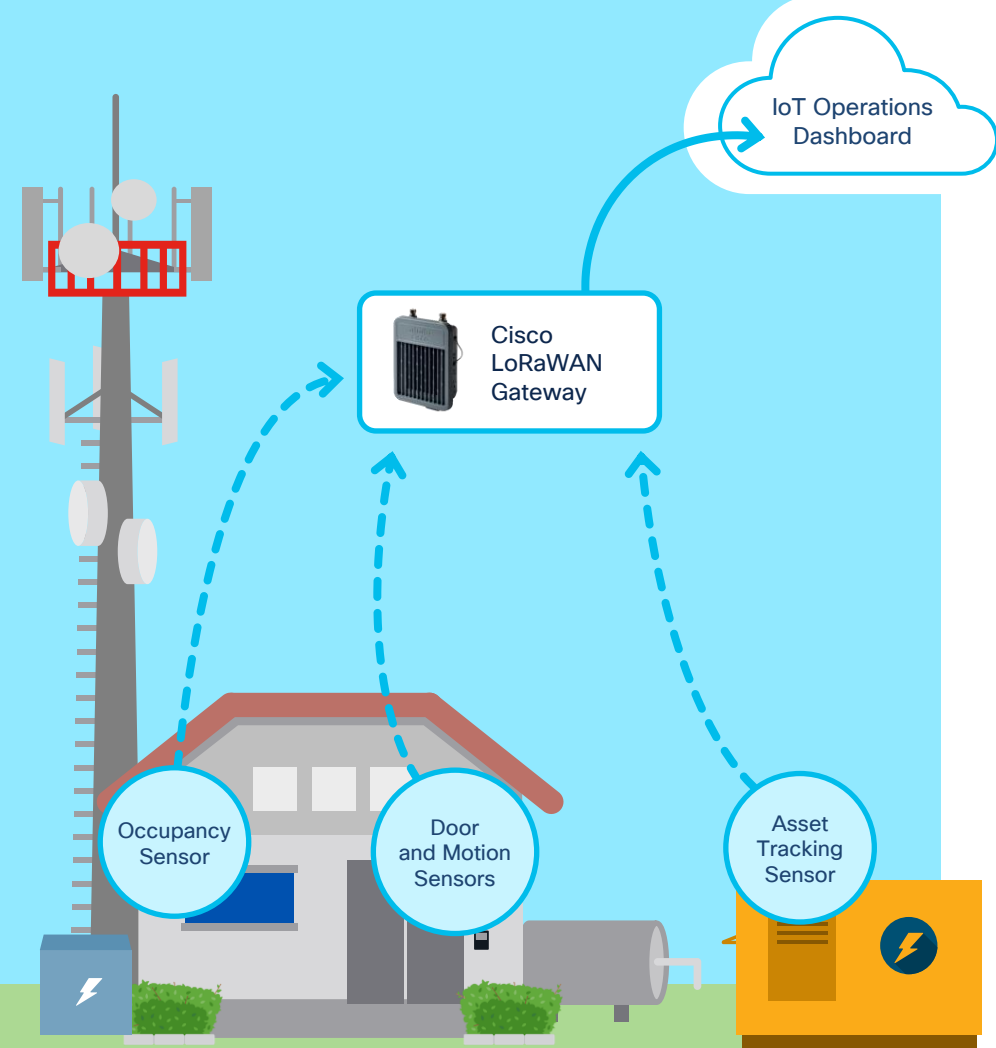 IoT Operations
Dashboard
Cisco
LoRaWAN
Gateway
Occupancy
Sensor
Door
and Motion
Sensors
Asset
Tracking
Sensor